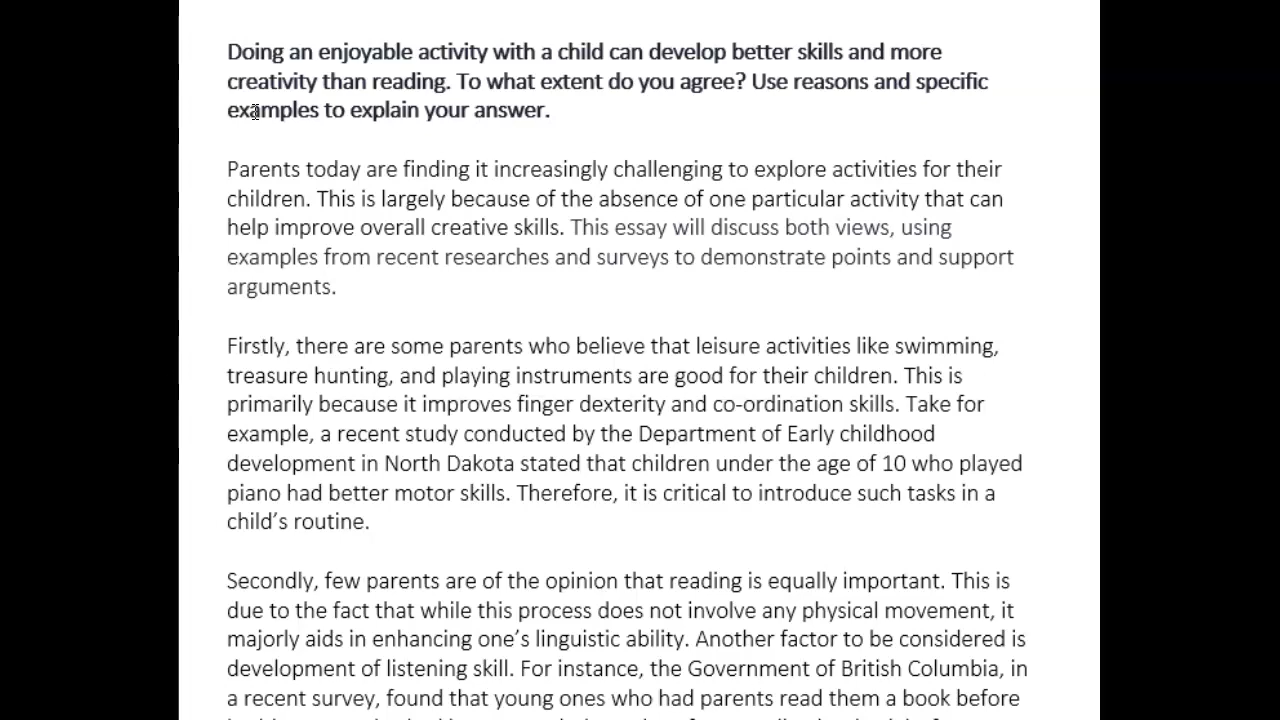 Doing an enjoyable activity with a child can develop better skills and more
creativity than reading. To what extent do you agree? Use reasons and specific
examples to explain your answer.
Parents today are finding it increasingly challenging to explore activities for their
children. This is largely because of the absence of one particular activity that can
help improve overall creative skills. This essay will discuss both views, using
examples from recent researches and surveys to demonstrate points and support
arguments.
Firstly, there are some parents who believe that leisure activities like swimming,
treasure hunting, and playing instruments are good for their children. This is
primarily because it improves finger dexterity and co-ordination skills. Take for
example, a recent study conducted by the Department of Early childhood
development in North Dakota stated that children under the age of 10 who played
piano had better motor skills. Therefore, it is critical to introduce such tasks in a
child’s routine.
Secondly, few parents are of the opinion that reading is equally important. This is
due to the fact that while this process does not involve any physical movement, it
majorly aids in enhancing one’s linguistic ability. Another factor to be considered is
development of listening skill. For instance, the Government of British Columbia, in
a recent survey, found that young ones who had parents read them a book before